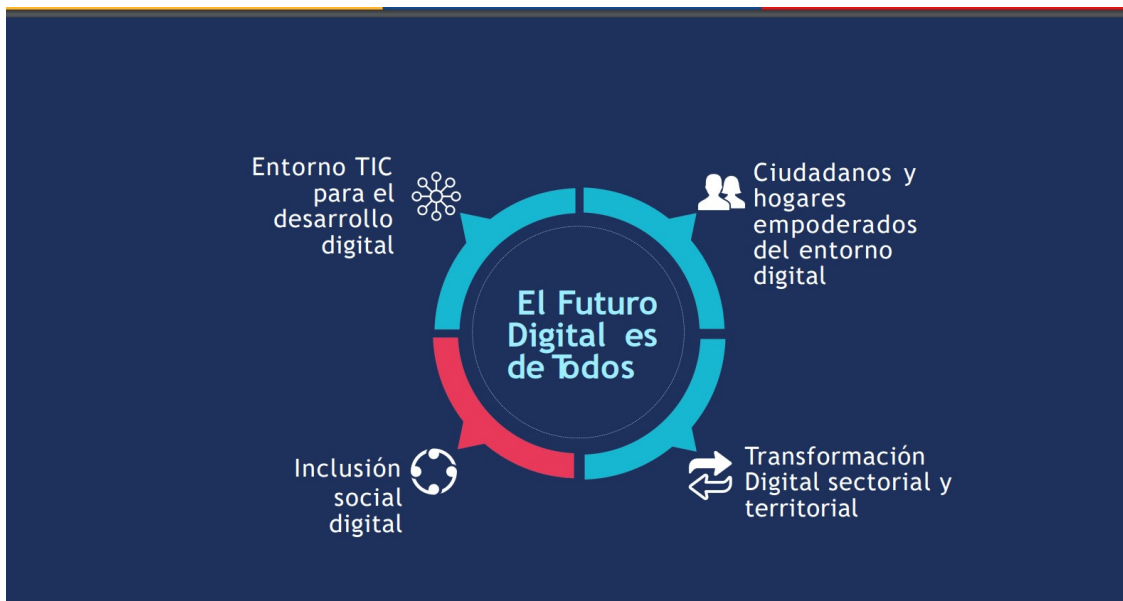 Entorno TIC
para el
desarrollo
digital
Ciudadanos y
hogares
empoderados
del entorno
digital
El Futuro
Digital es
de Todos
Inclusión
social
digital
Transformación
Digital sectorial y
territorial